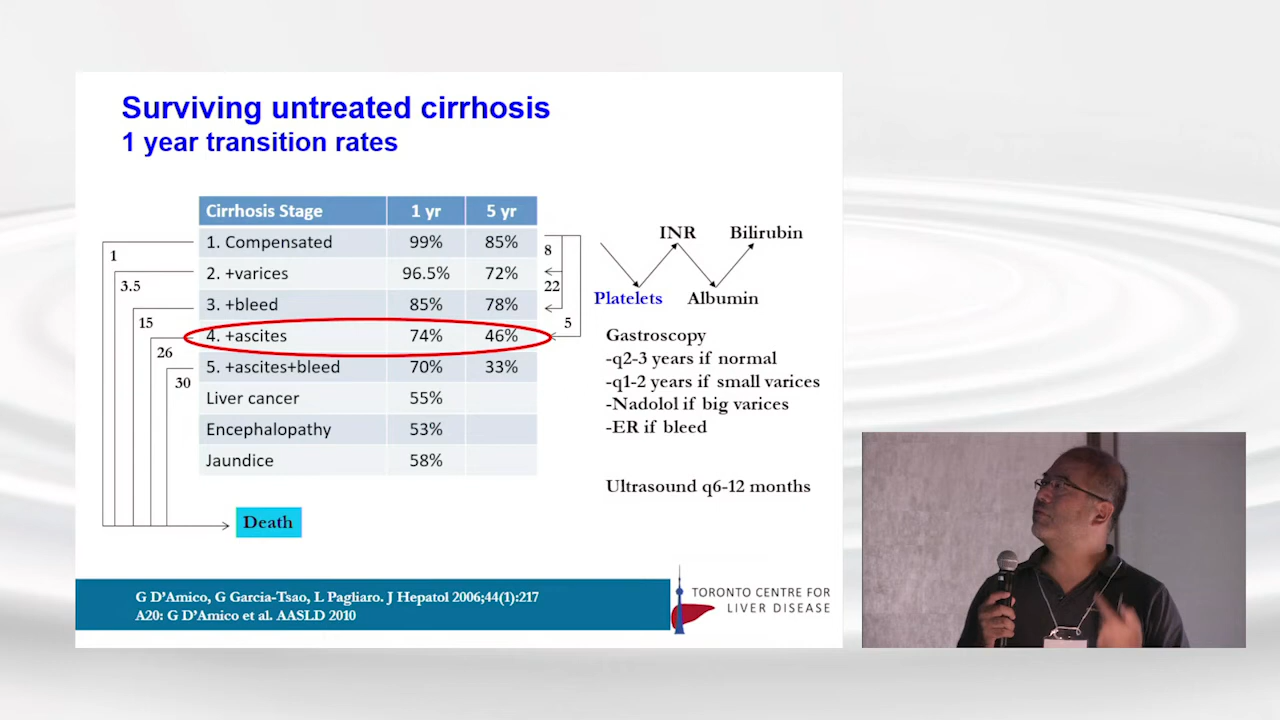 Surviving untreated cirrhosis
1 year transition rates
Cirrhosis Stage 1 yr 5 yr
1. Compensated 99% 85%
2. +varices 96.5% 72%
3. +bleed 85% 78%
4. +ascites 74% 46%
5. +ascites+bleed 70% 33%
Liver cancer 55%
Encephalopathy 53%
Jaundice 58%
1
3.5
15
26
30
8
22
5
Death
INR Bilirubin
Platelets Albumin
Gastroscopy
-q2-3 years if normal
-q1-2 years if small varices
-Nadolol if big varices
-ER if bleed
Ultrasound q6-12 months
G D'Amico, G Garcia-Tsao, L Pagliaro. J Hepatol 2006;44(1):217
A20: G D'Amico et al. AASLD 2010
TORONTO CENTRE FOR
LIVER DISEASE